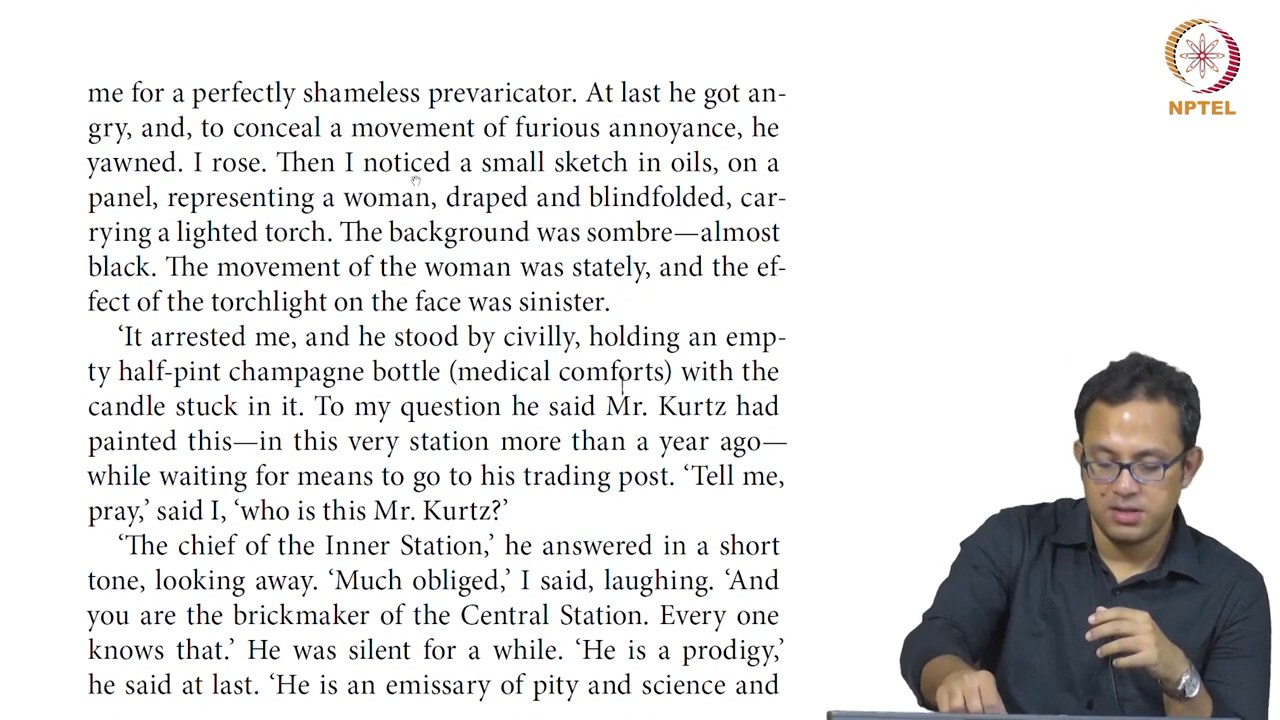 me for a perfectly shameless prevaricator. At last he got an-
gry, and, to conceal a movement of furious annoyance, he
yawned. I rose. Then I noticed a small sketch in oils, on a
panel, representing a woman, draped and blindfolded, car-
rying a lighted torch. The background was sombre—almost
black. The movement of the woman was stately, and the ef-
fect of the torchlight on the face was sinister.
‘It arrested me, and he stood by civilly, holding an emp-
ty half-pint champagne bottle (medical comforts) with the
candle stuck in it. To my question he said Mr. Kurtz had
painted this—in this very station more than a year ago—
while waiting for means to go to his trading post. ‘Tell me,
pray,’ said I, ‘who is this Mr. Kurtz?’
‘The chief of the Inner Station,’ he answered in a short
tone, looking away. ‘Much obliged,’ I said, laughing. ‘And
you are the brickmaker of the Central Station. Every one
knows that.’ He was silent for a while. ‘He is a prodigy,’
he said at last. ‘He is an emissary of pity and science and
NPTEL